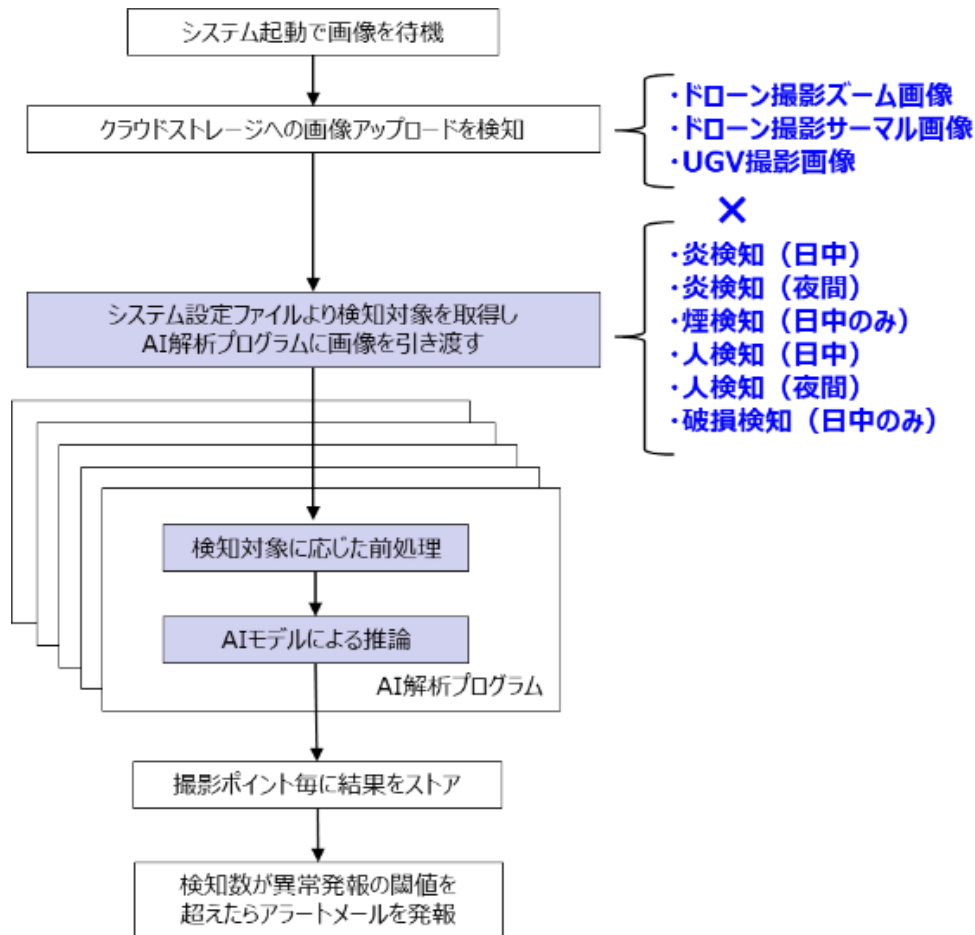 システム起動で画像を待機
クラウドストレージへの画像アップロードを検知
・ドローン撮影ズーム画像
・ドローン撮影サーマル画像
・UGV撮影画像
×
システム設定ファイルより検知対象を取得し
AI解析プログラムに画像を引き渡す
・炎検知（日中）
・炎検知（夜間）
・煙検知（日中のみ）
・人検知（日中）
・人検知（夜間）
・破損検知（日中のみ）
検知対象に応じた前処理
AIモデルによる推論
AI解析プログラム
撮影ポイント毎に結果をストア
検知数が異常発報の閾値を
超えたらアラートメールを発報